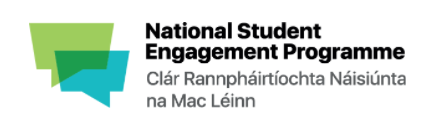 National Student
Engagement Programme
Clár Rannpháirtíochta Náisiúnta
na Mac Léinn